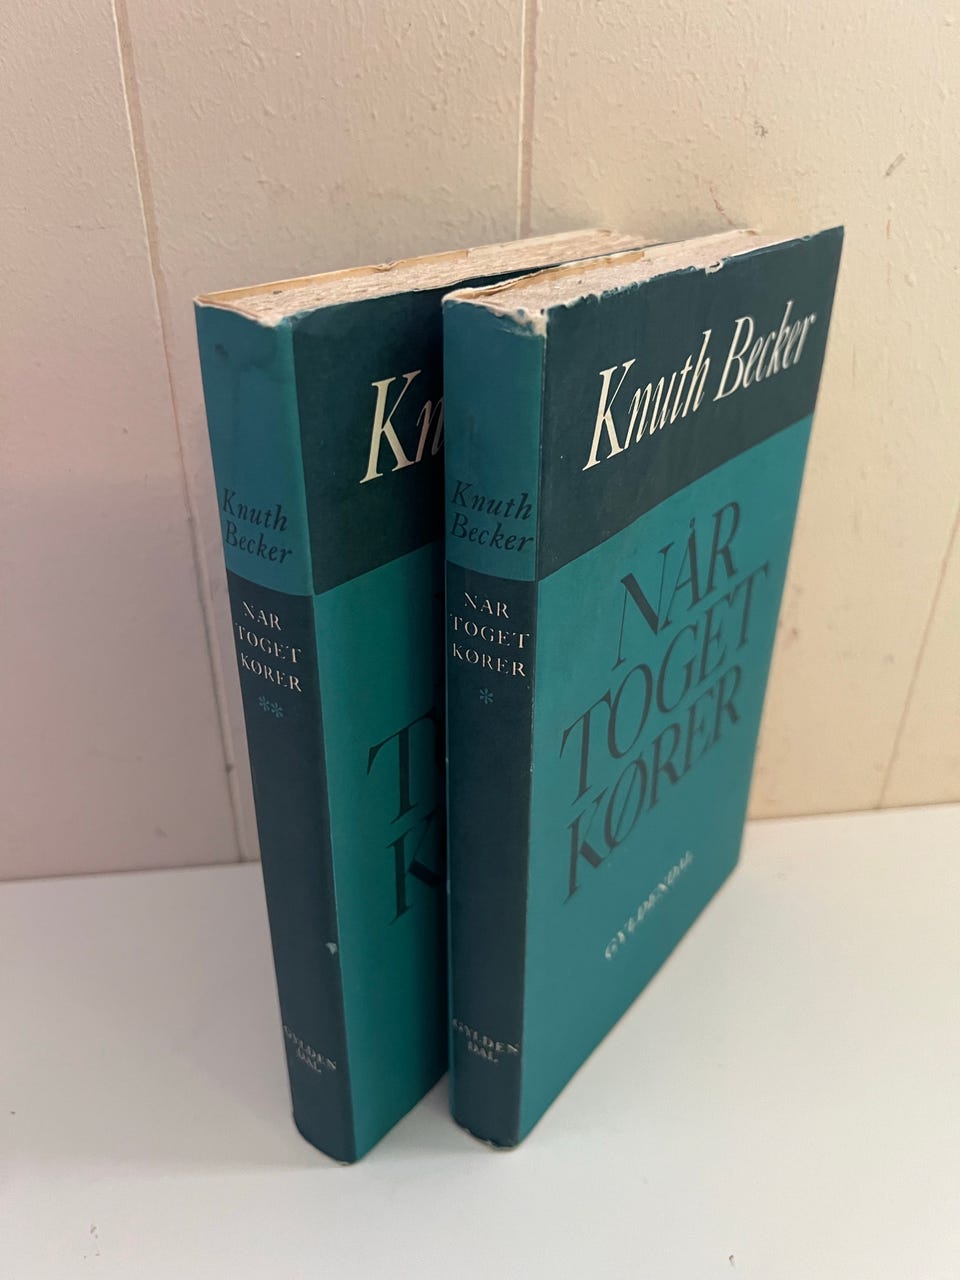 Knuth
Becker
NÅR
TOGET
KØRER
**
GYLDEN
DAL
Kn
T
K
Knuth
Becker
NÅR
TOGET
KØRER
*
GYLDEN
DAL
Knuth Becker
NÅR
TOGET
KØRER
GYLDENDAL